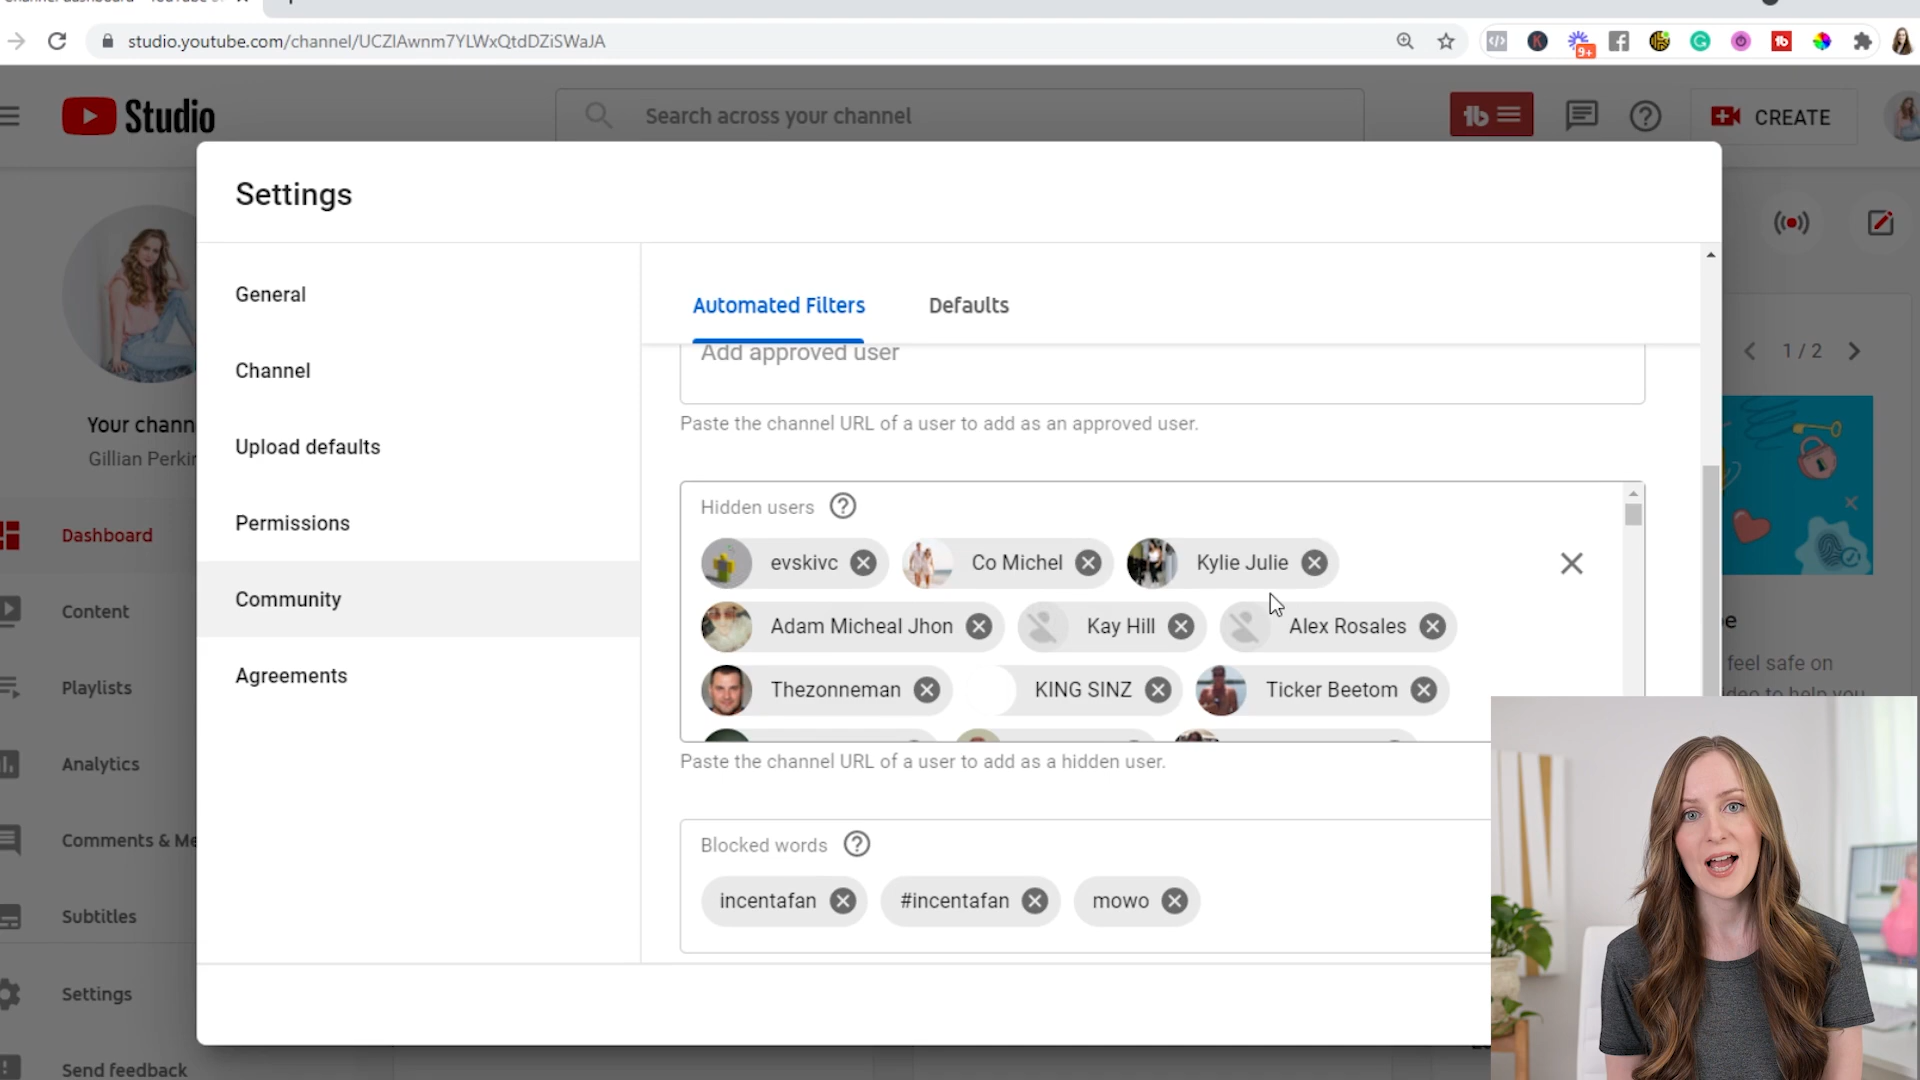 studio.youtube.com/channel/UCZIAwnm7YLWxQtdDZiSWaJA
9+
Studio
Search across your channel
CREATE
Settings
General
Channel
Upload defaults
Permissions
Community
Agreements
Automated Filters
Defaults
Add approved user
Paste the channel URL of a user to add as an approved user.
Hidden users
evskivc
Co Michel
Kylie Julie
Adam Micheal Jhon
Kay Hill
Alex Rosales
Thezonneman
KING SINZ
Ticker Beetom
Paste the channel URL of a user to add as a hidden user.
Blocked words
incentafan
#incentafan
mowo
Your chann
Gillian Perkin
Dashboard
Content
Playlists
Analytics
Comments & Me
Subtitles
Settings
Send feedback
1 / 2
feel safe on